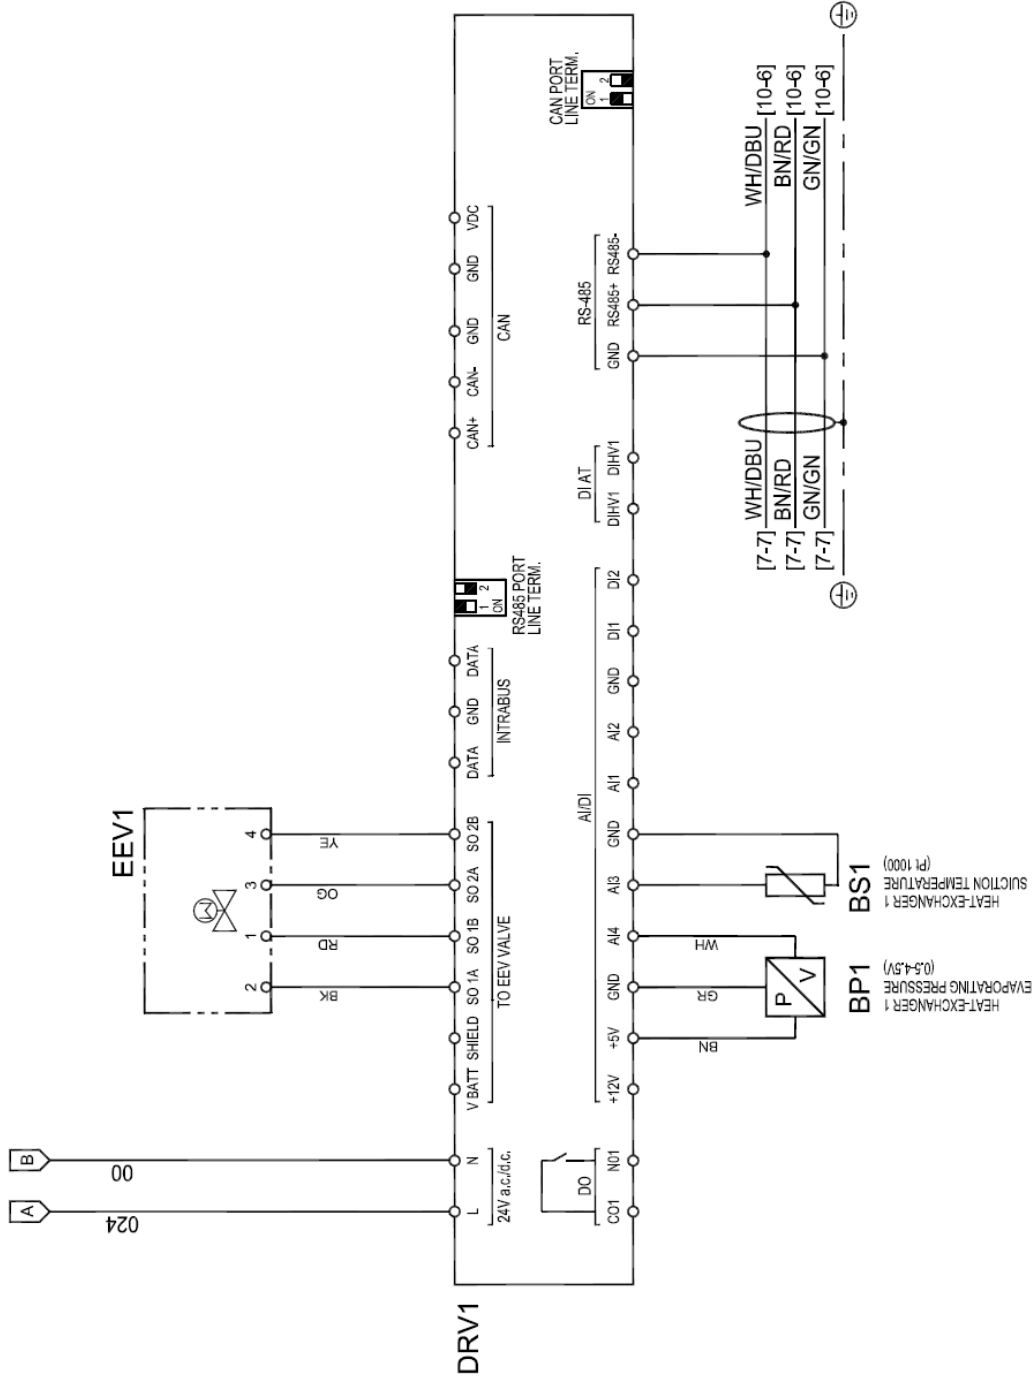 A
B
024
00
EEV1
M
2
1
3
4
BK
RD
OG
YE
DRV1
L
N
V BATT
SHIELD
SO 1A
SO 1B
SO 2A
SO 2B
DATA
GND
DATA
CAN+
CAN-
GND
GND
VDC
24V a.c./d.c.
TO EEV VALVE
INTRABUS
1 2
ON
RS485 PORT
LINE TERM.
CAN
CAN PORT
LINE TERM.
ON
1 2
DO
AI/DI
DI AT
RS-485
CO1
N01
+12V
+5V
GND
AI4
AI3
GND
AI1
AI2
GND
DI1
DI2
DIHV1
DIHV1
GND
RS485+
RS485-
BN
GR
WH
P
V
BP1
HEAT-EXCHANGER 1
EVAPORATING PRESSURE
(0.5-4.5V)
BS1
HEAT-EXCHANGER 1
SUICTION TEMPERATURE
(Pt 1000)
[7-7] WH/DBU WH/DBU [10-6]
[7-7] BN/RD BN/RD [10-6]
[7-7] GN/GN GN/GN [10-6]